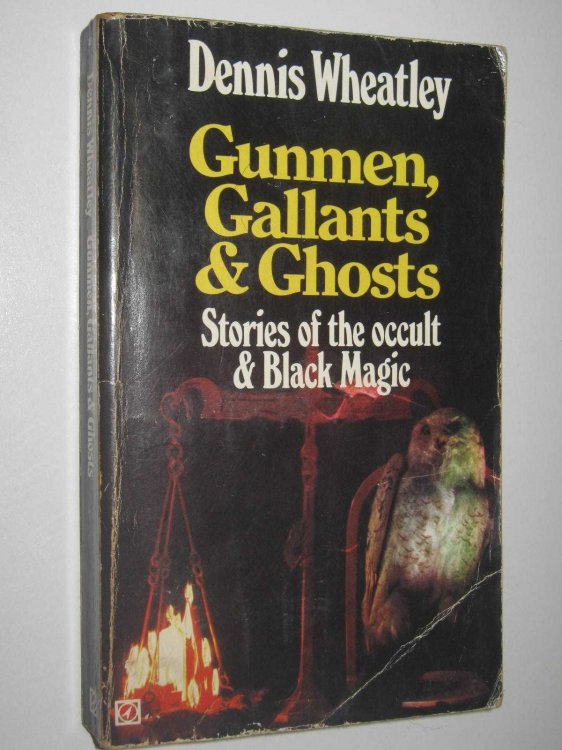 Dennis Wheatley
Gunmen,
Gallants
& Ghosts
Stories of the occult
& Black Magic
Dennis Wheatley Gunmen, Gallants & Ghosts